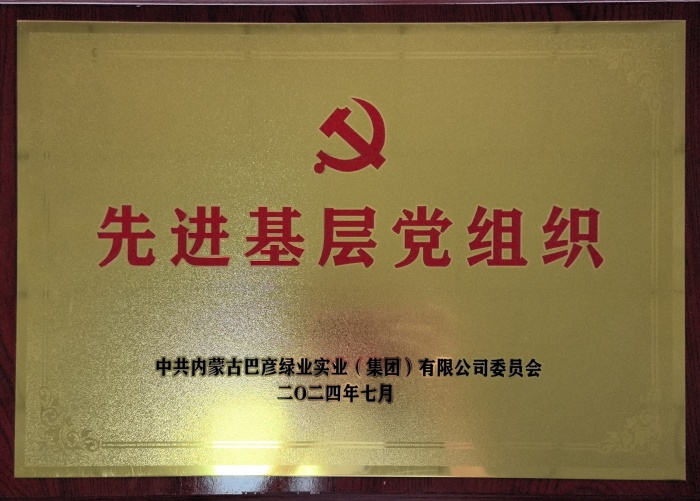 先进基层党组织
中共内蒙古巴彦绿业实业（集团）有限公司委员会
二〇二四年七月